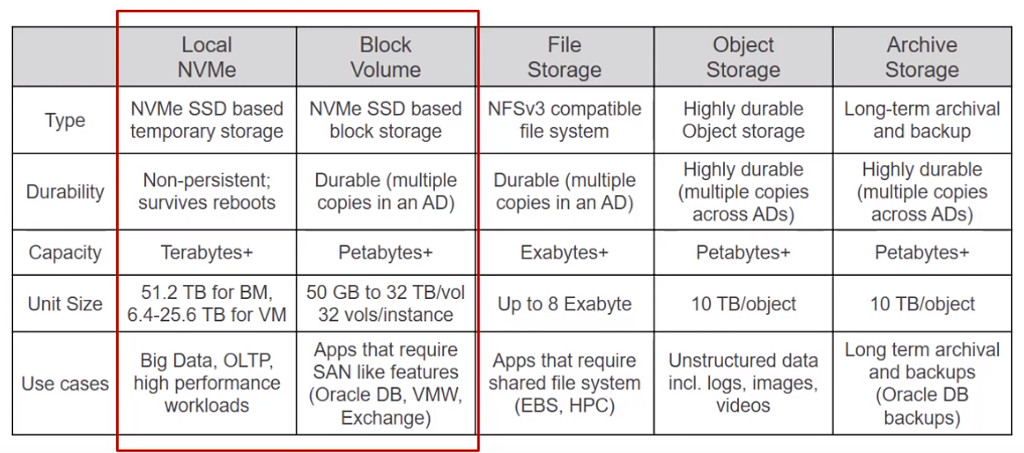 Local
NVMe
Block
Volume
File
Storage
Object
Storage
Archive
Storage
Type
NVMe SSD based
temporary storage
NVMe SSD based
block storage
NFSv3 compatible
file system
Highly durable
Object storage
Long-term archival
and backup
Durability
Non-persistent;
survives reboots
Durable (multiple
copies in an AD)
Durable (multiple
copies in an AD)
Highly durable
(multiple copies
across ADs)
Highly durable
(multiple copies
across ADs)
Capacity
Terabytes+
Petabytes+
Exabytes+
Petabytes+
Petabytes+
Unit Size
51.2 TB for BM,
6.4-25.6 TB for VM
50 GB to 32 TB/vol
32 vols/instance
Up to 8 Exabyte
10 TB/object
10 TB/object
Use cases
Big Data, OLTP,
high performance
workloads
Apps that require
SAN like features
(Oracle DB, VMW,
Exchange)
Apps that require
shared file system
(EBS, HPC)
Unstructured data
incl. logs, images,
videos
Long term archival
and backups
(Oracle DB
backups)